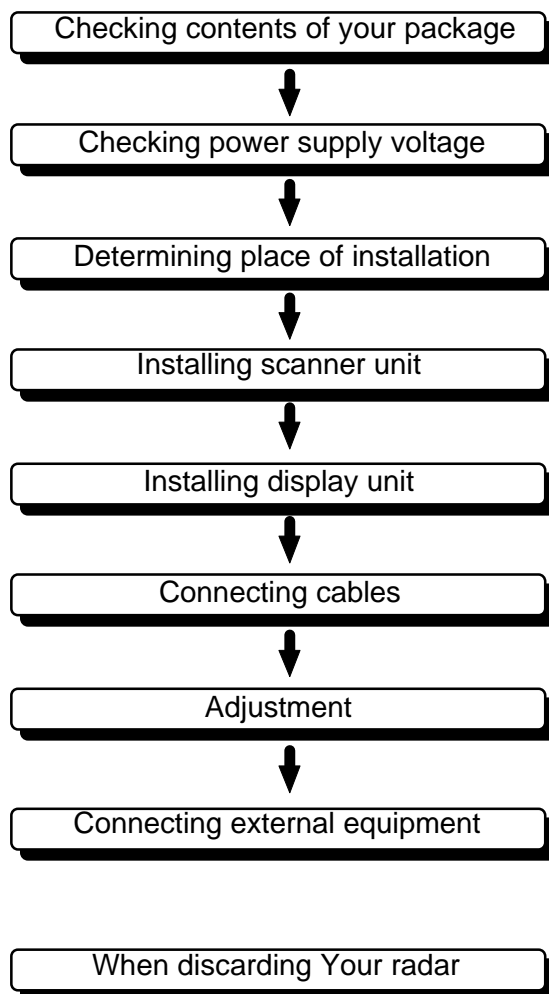 Checking contents of your package
Checking power supply voltage
Determining place of installation
Installing scanner unit
Installing display unit
Connecting cables
Adjustment
Connecting external equipment
When discarding Your radar